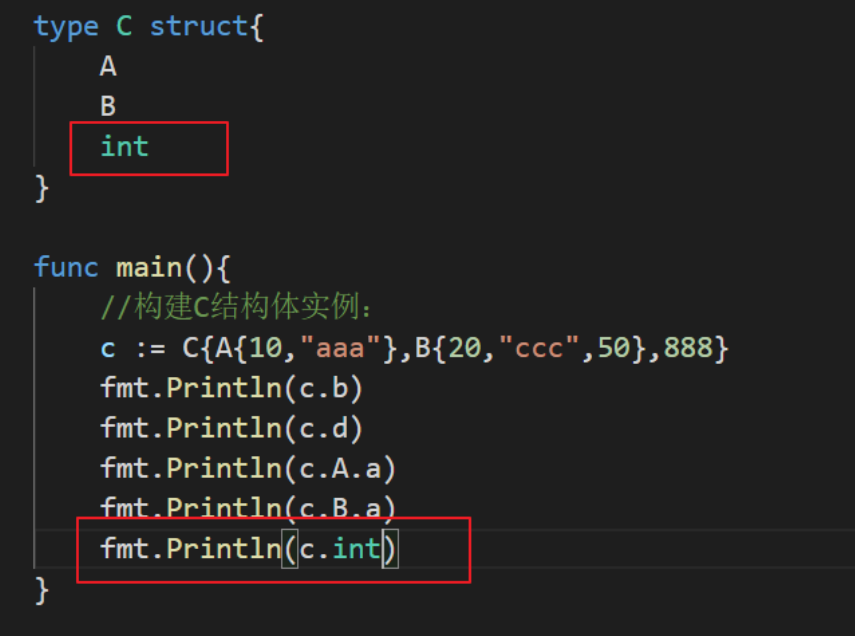 type C struct{
    A
    B
    int
}

func main(){
    //构建C结构体实例：
    c := C{A{10,"aaa"},B{20,"ccc",50},888}
    fmt.Println(c.b)
    fmt.Println(c.d)
    fmt.Println(c.A.a)
    fmt.Println(c.B.a)
    fmt.Println(c.int)
}